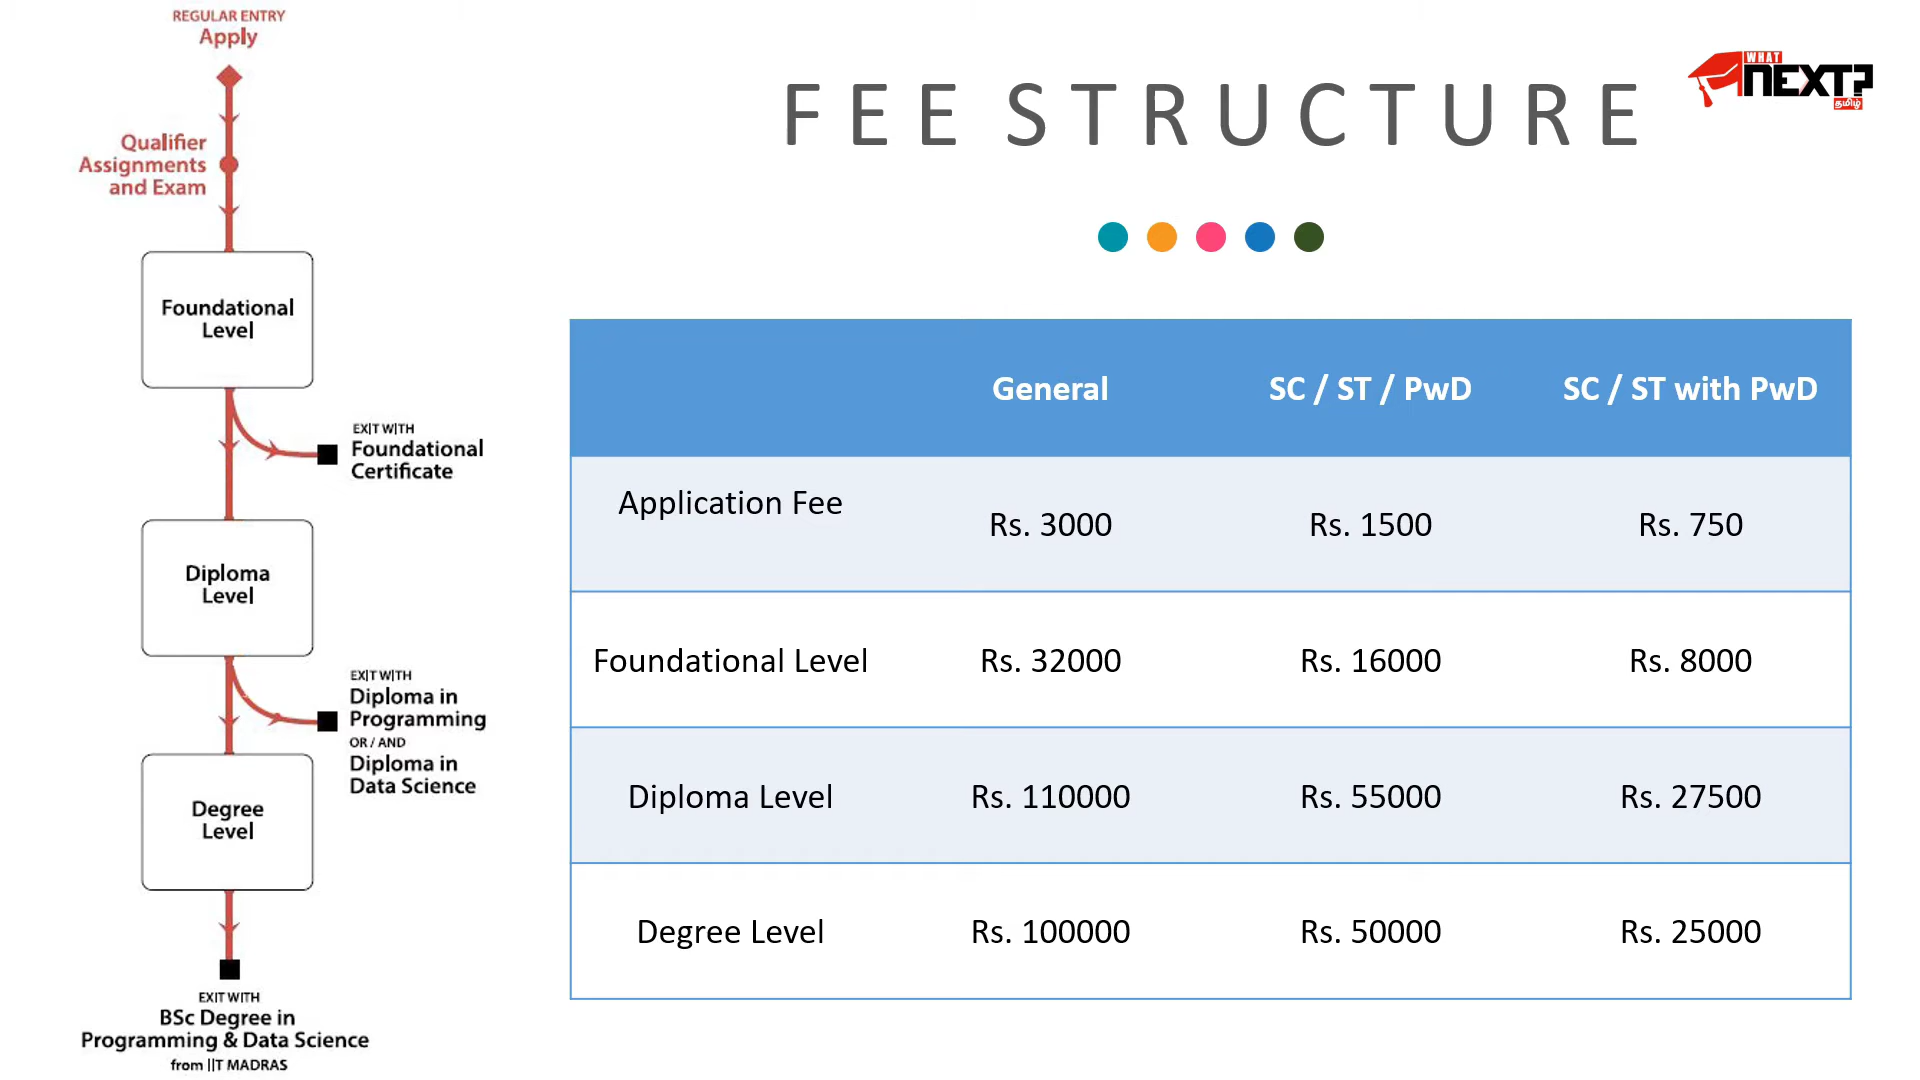 REGULAR ENTRY
Apply
Qualifier
Assignments
and Exam
Foundational
Level
EXIT WITH
Foundational
Certificate
Diploma
Level
EXIT WITH
Diploma in
Programming
OR / AND
Diploma in
Data Science
Degree
Level
EXIT WITH
BSc Degree in
Programming & Data Science
from IIT MADRAS
FEE STRUCTURE
WHAT
NEXT?
தமிழ்
General SC / ST / PwD SC / ST with PwD
Application Fee Rs. 3000 Rs. 1500 Rs. 750
Foundational Level Rs. 32000 Rs. 16000 Rs. 8000
Diploma Level Rs. 110000 Rs. 55000 Rs. 27500
Degree Level Rs. 100000 Rs. 50000 Rs. 25000